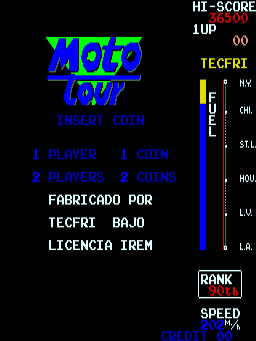 HI-SCORE
36500
1UP
00
Moto
Tour
TECFRI
INSERT COIN
FUEL
N.Y.
CHI.
ST.L.
HOU.
L.V.
L.A.
1 PLAYER 1 COIN
2 PLAYERS 2 COINS
FABRICADO POR
TECFRI BAJO
LICENCIA IREM
RANK
90th
SPEED
202M/h
CREDIT 00